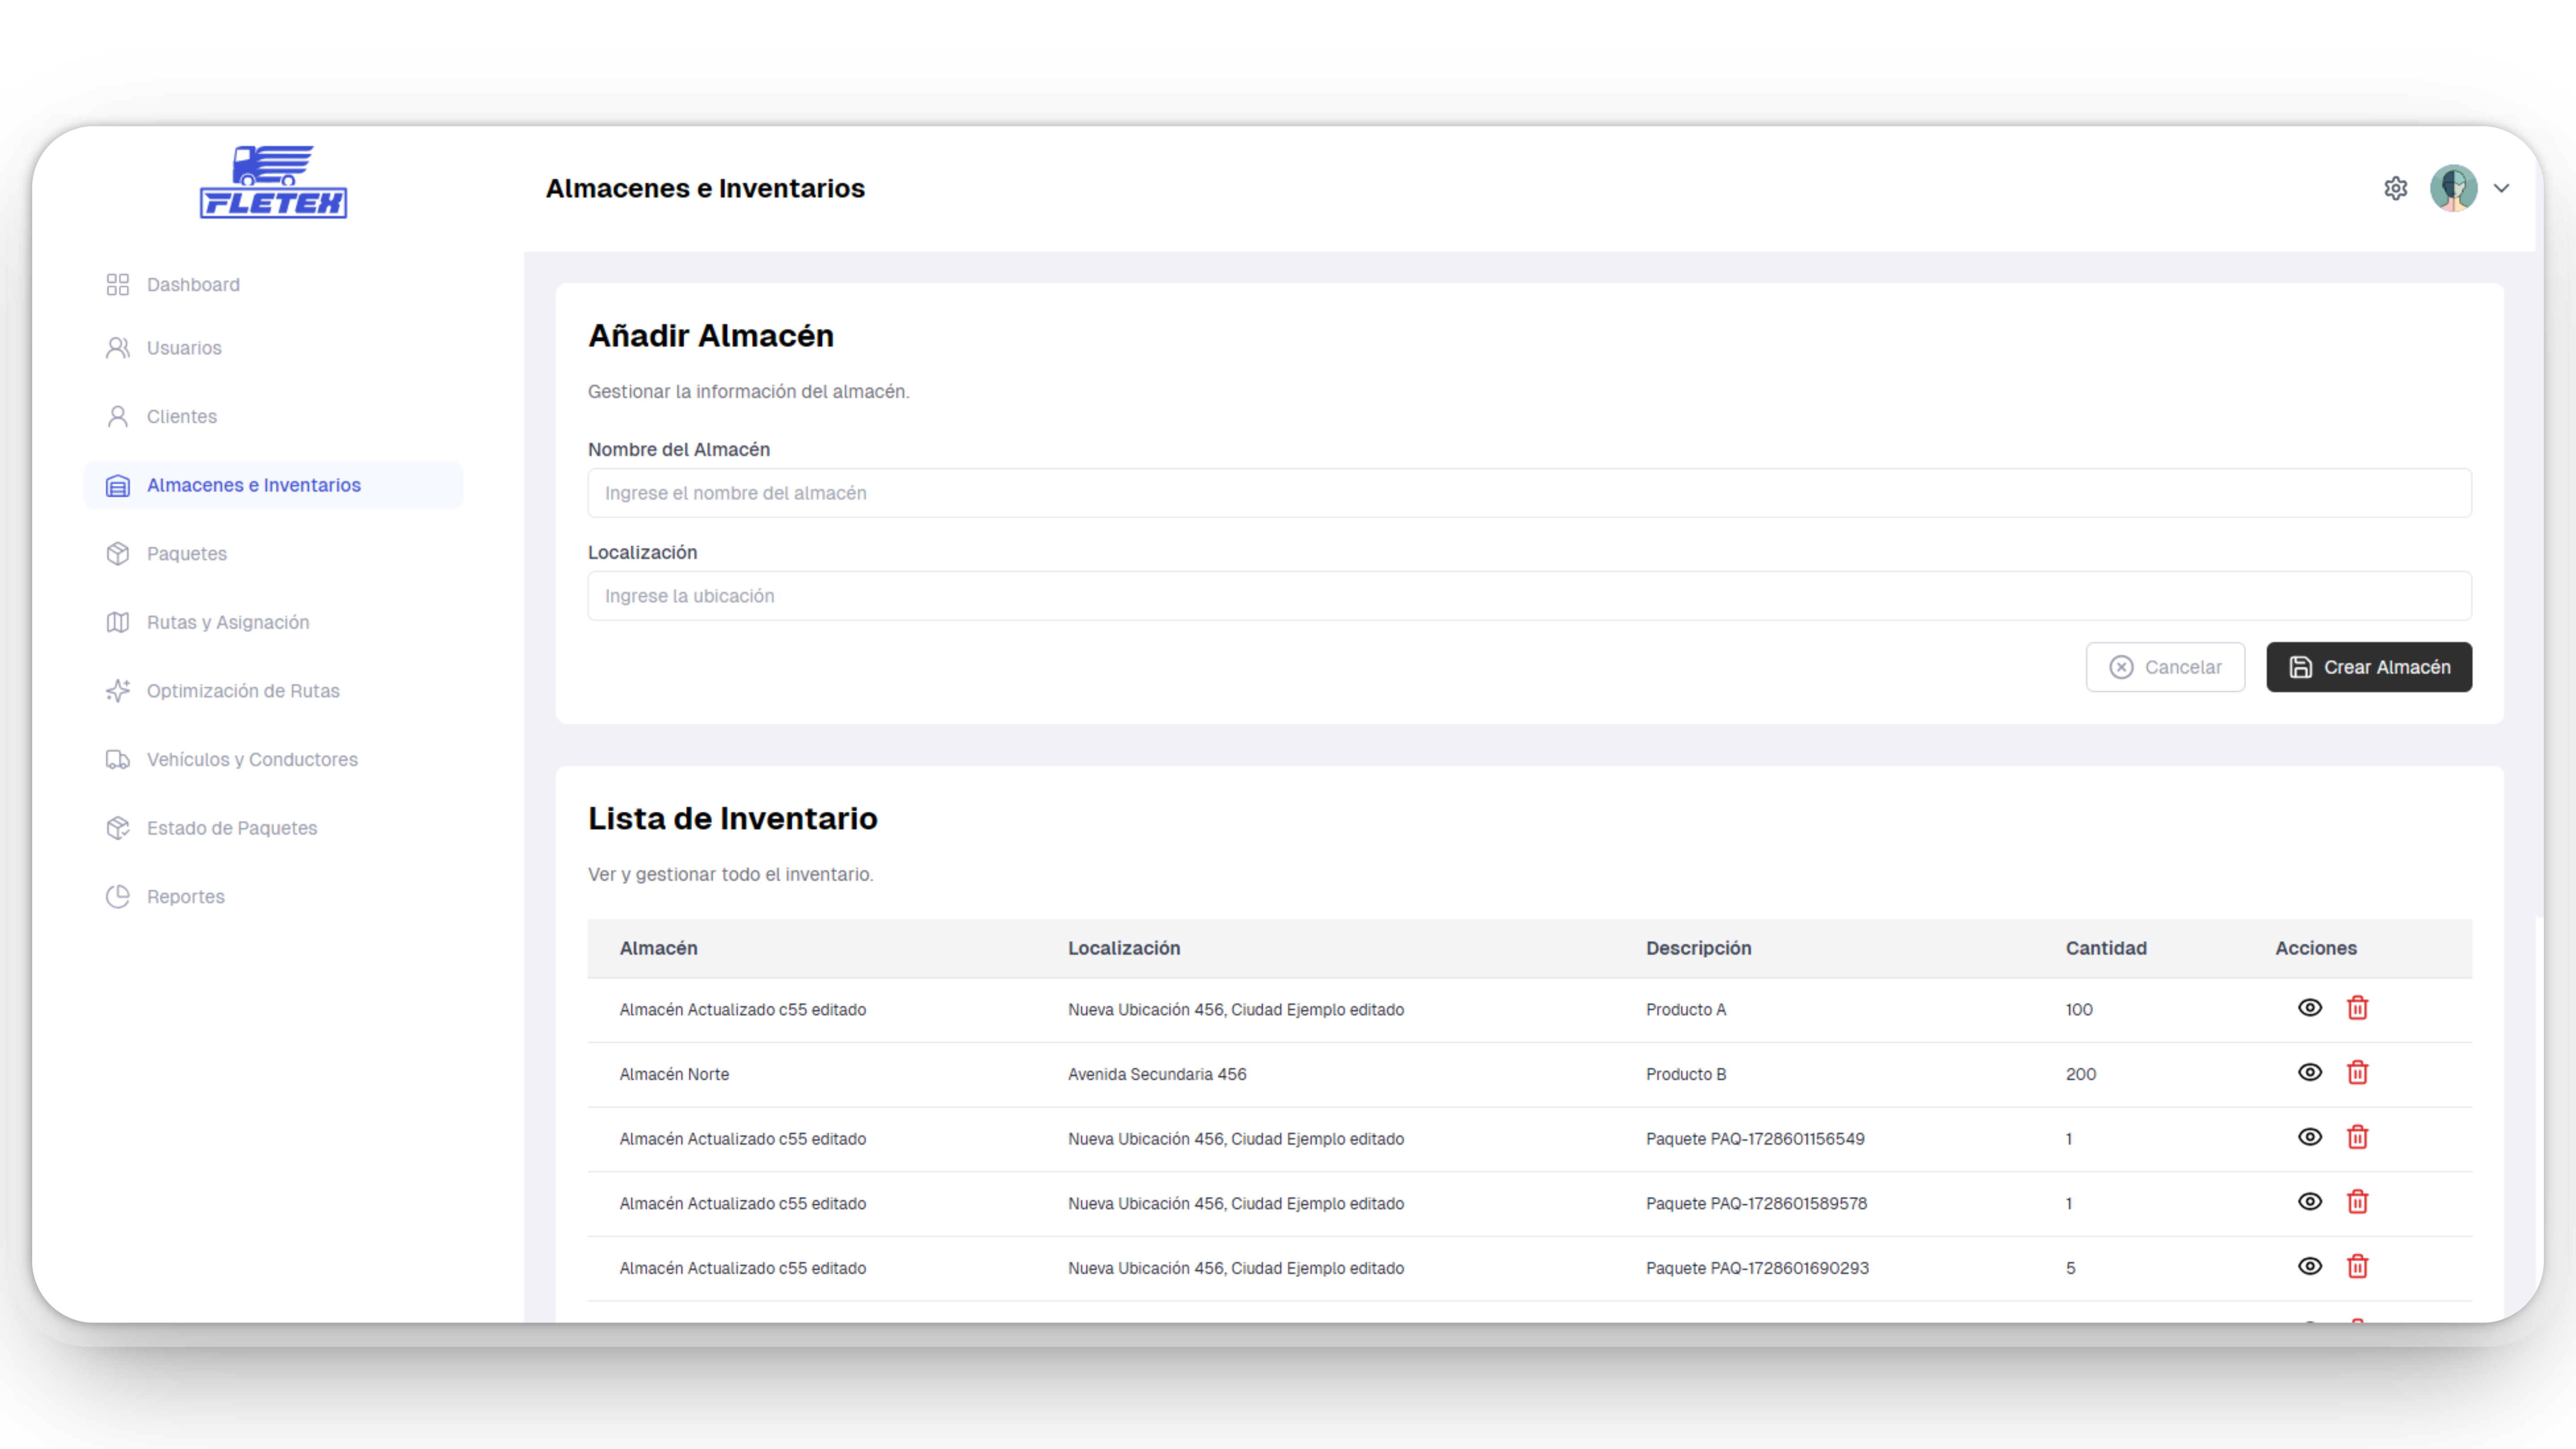 FLETEX
Almacenes e Inventarios
Dashboard
Usuarios
Clientes
Almacenes e Inventarios
Paquetes
Rutas y Asignación
Optimización de Rutas
Vehículos y Conductores
Estado de Paquetes
Reportes
Añadir Almacén
Gestionar la información del almacén.
Nombre del Almacén
Ingrese el nombre del almacén
Localización
Ingrese la ubicación
Cancelar Crear Almacén
Lista de Inventario
Ver y gestionar todo el inventario.
Almacén Localización Descripción Cantidad Acciones
Almacén Actualizado c55 editado Nueva Ubicación 456, Ciudad Ejemplo editado Producto A 100
Almacén Norte Avenida Secundaria 456 Producto B 200
Almacén Actualizado c55 editado Nueva Ubicación 456, Ciudad Ejemplo editado Paquete PAQ-1728601156549 1
Almacén Actualizado c55 editado Nueva Ubicación 456, Ciudad Ejemplo editado Paquete PAQ-1728601589578 1
Almacén Actualizado c55 editado Nueva Ubicación 456, Ciudad Ejemplo editado Paquete PAQ-1728601690293 5